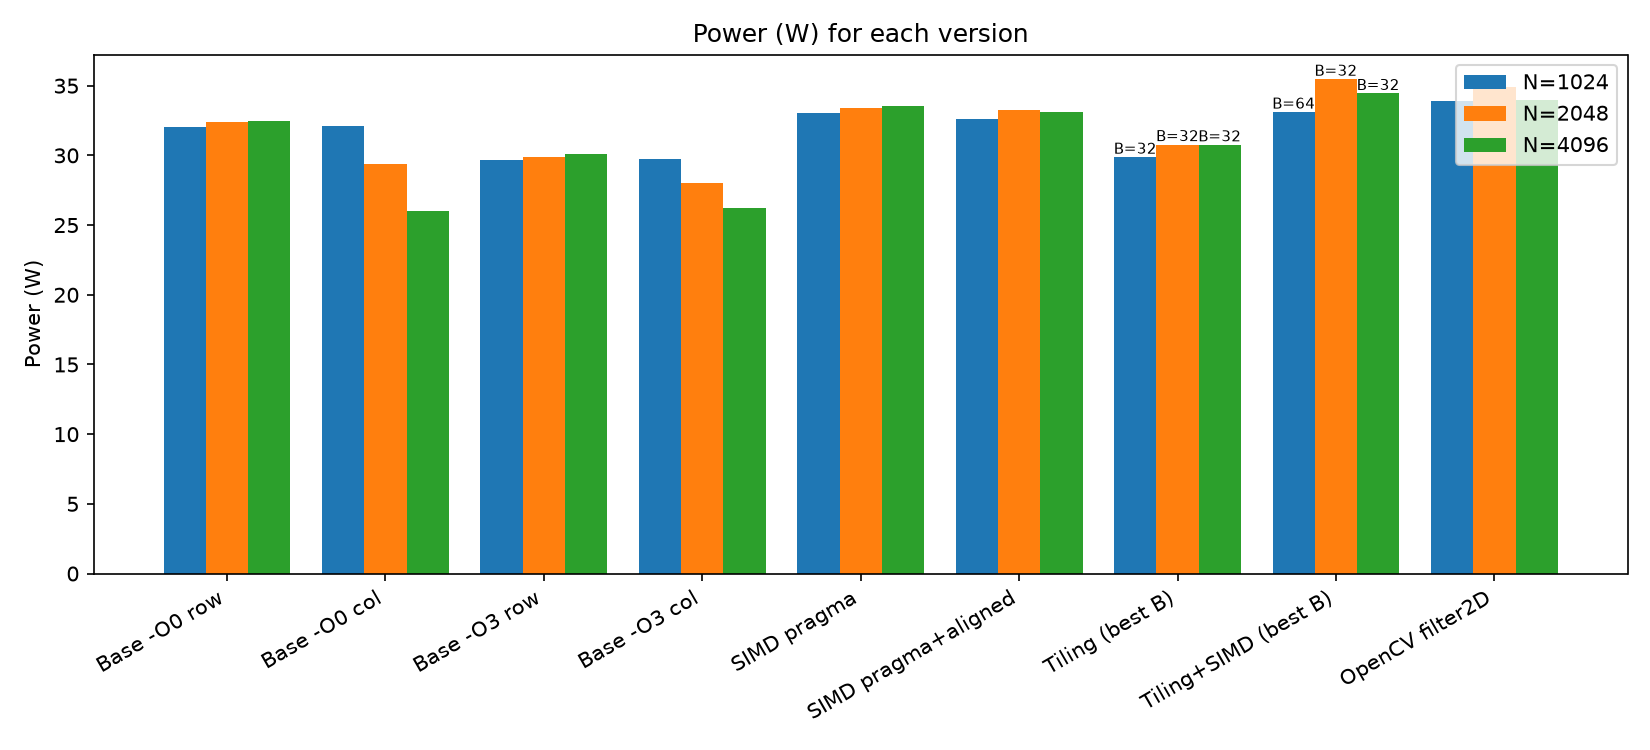 Power (W) for each version
Power (W)
35
30
25
20
15
10
5
0
B=32
B=32
B=32
B=64
B=32
B=32
N=1024
N=2048
N=4096
Base -O0 row
Base -O0 col
Base -O3 row
Base -O3 col
SIMD pragma
SIMD pragma+aligned
Tiling (best B)
Tiling+SIMD (best B)
OpenCV filter2D